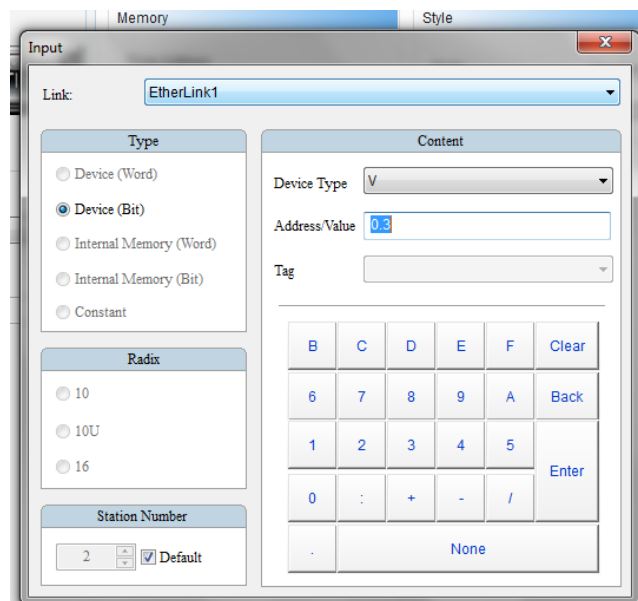 Memory
Style
Input
X
Link: EtherLink1
Type
Device (Word)
Device (Bit)
Internal Memory (Word)
Internal Memory (Bit)
Constant
Radix
10
10U
16
Station Number
2 Default
Content
Device Type V
Address/Value 0.3
Tag
B C D E F Clear
6 7 8 9 A Back
1 2 3 4 5 Enter
0 : + - /
. None